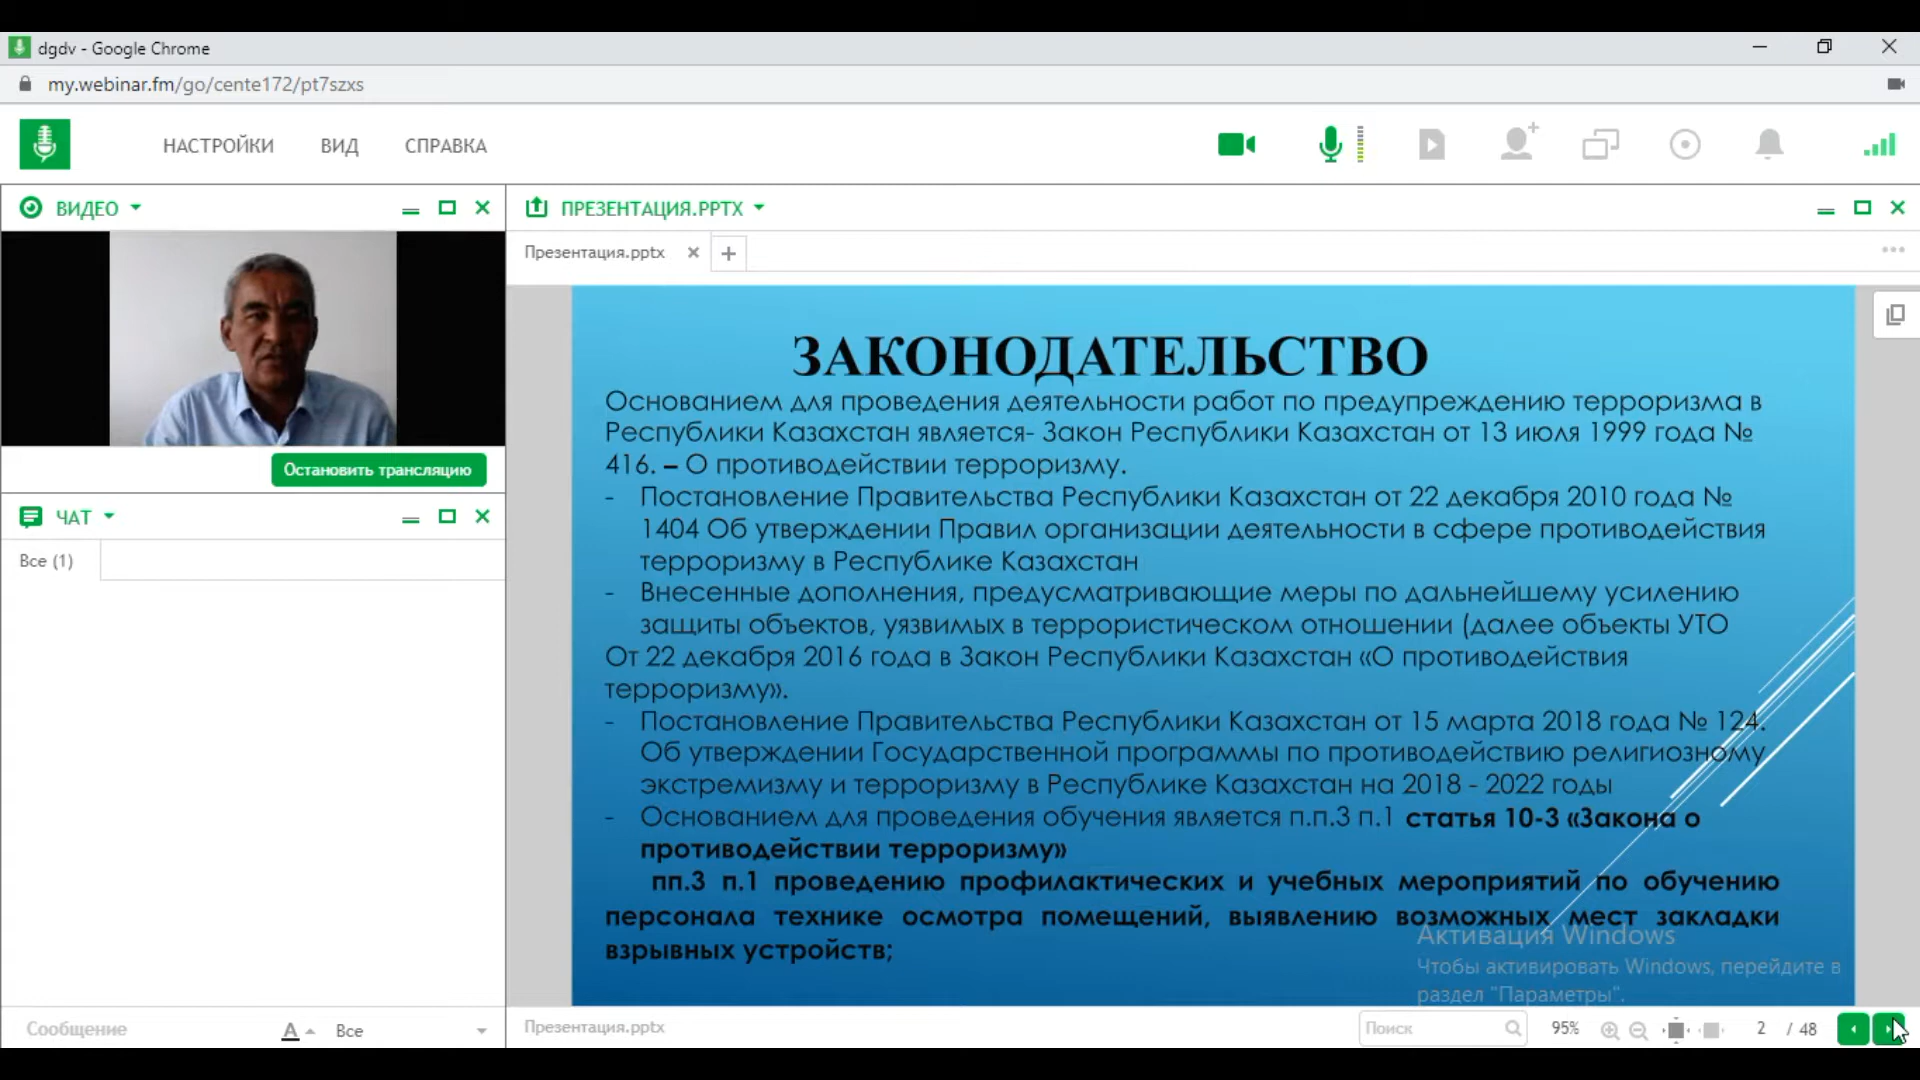 dgdv - Google Chrome
my.webinar.fm/go/cente172/pt7szxs
НАСТРОЙКИ ВИД СПРАВКА
ВИДЕО
Остановить трансляцию
ЧАТ
Все (1)
Сообщение A Все
ПРЕЗЕНТАЦИЯ.PPTX
Презентация.pptx
ЗАКОНОДАТЕЛЬСТВО
Основанием для проведения деятельности работ по предупреждению терроризма в
Республики Казахстан является- Закон Республики Казахстан от 13 июля 1999 года №
416. – О противодействии терроризму.
- Постановление Правительства Республики Казахстан от 22 декабря 2010 года №
1404 Об утверждении Правил организации деятельности в сфере противодействия
терроризму в Республике Казахстан
- Внесенные дополнения, предусматривающие меры по дальнейшему усилению
защиты объектов, уязвимых в террористическом отношении (далее объекты УТО
От 22 декабря 2016 года в Закон Республики Казахстан «О противодействия
терроризму».
- Постановление Правительства Республики Казахстан от 15 марта 2018 года № 124.
Об утверждении Государственной программы по противодействию религиозному
экстремизму и терроризму в Республике Казахстан на 2018 - 2022 годы
- Основанием для проведения обучения является п.п.3 п.1 статья 10-3 «Закона о
противодействии терроризму»
пп.3 п.1 проведению профилактических и учебных мероприятий по обучению
персонала технике осмотра помещений, выявлению возможных мест закладки
взрывных устройств;
Активация Windows
Чтобы активировать Windows, перейдите в
раздел "Параметры".
Презентация.pptx Поиск 95% 2 / 48